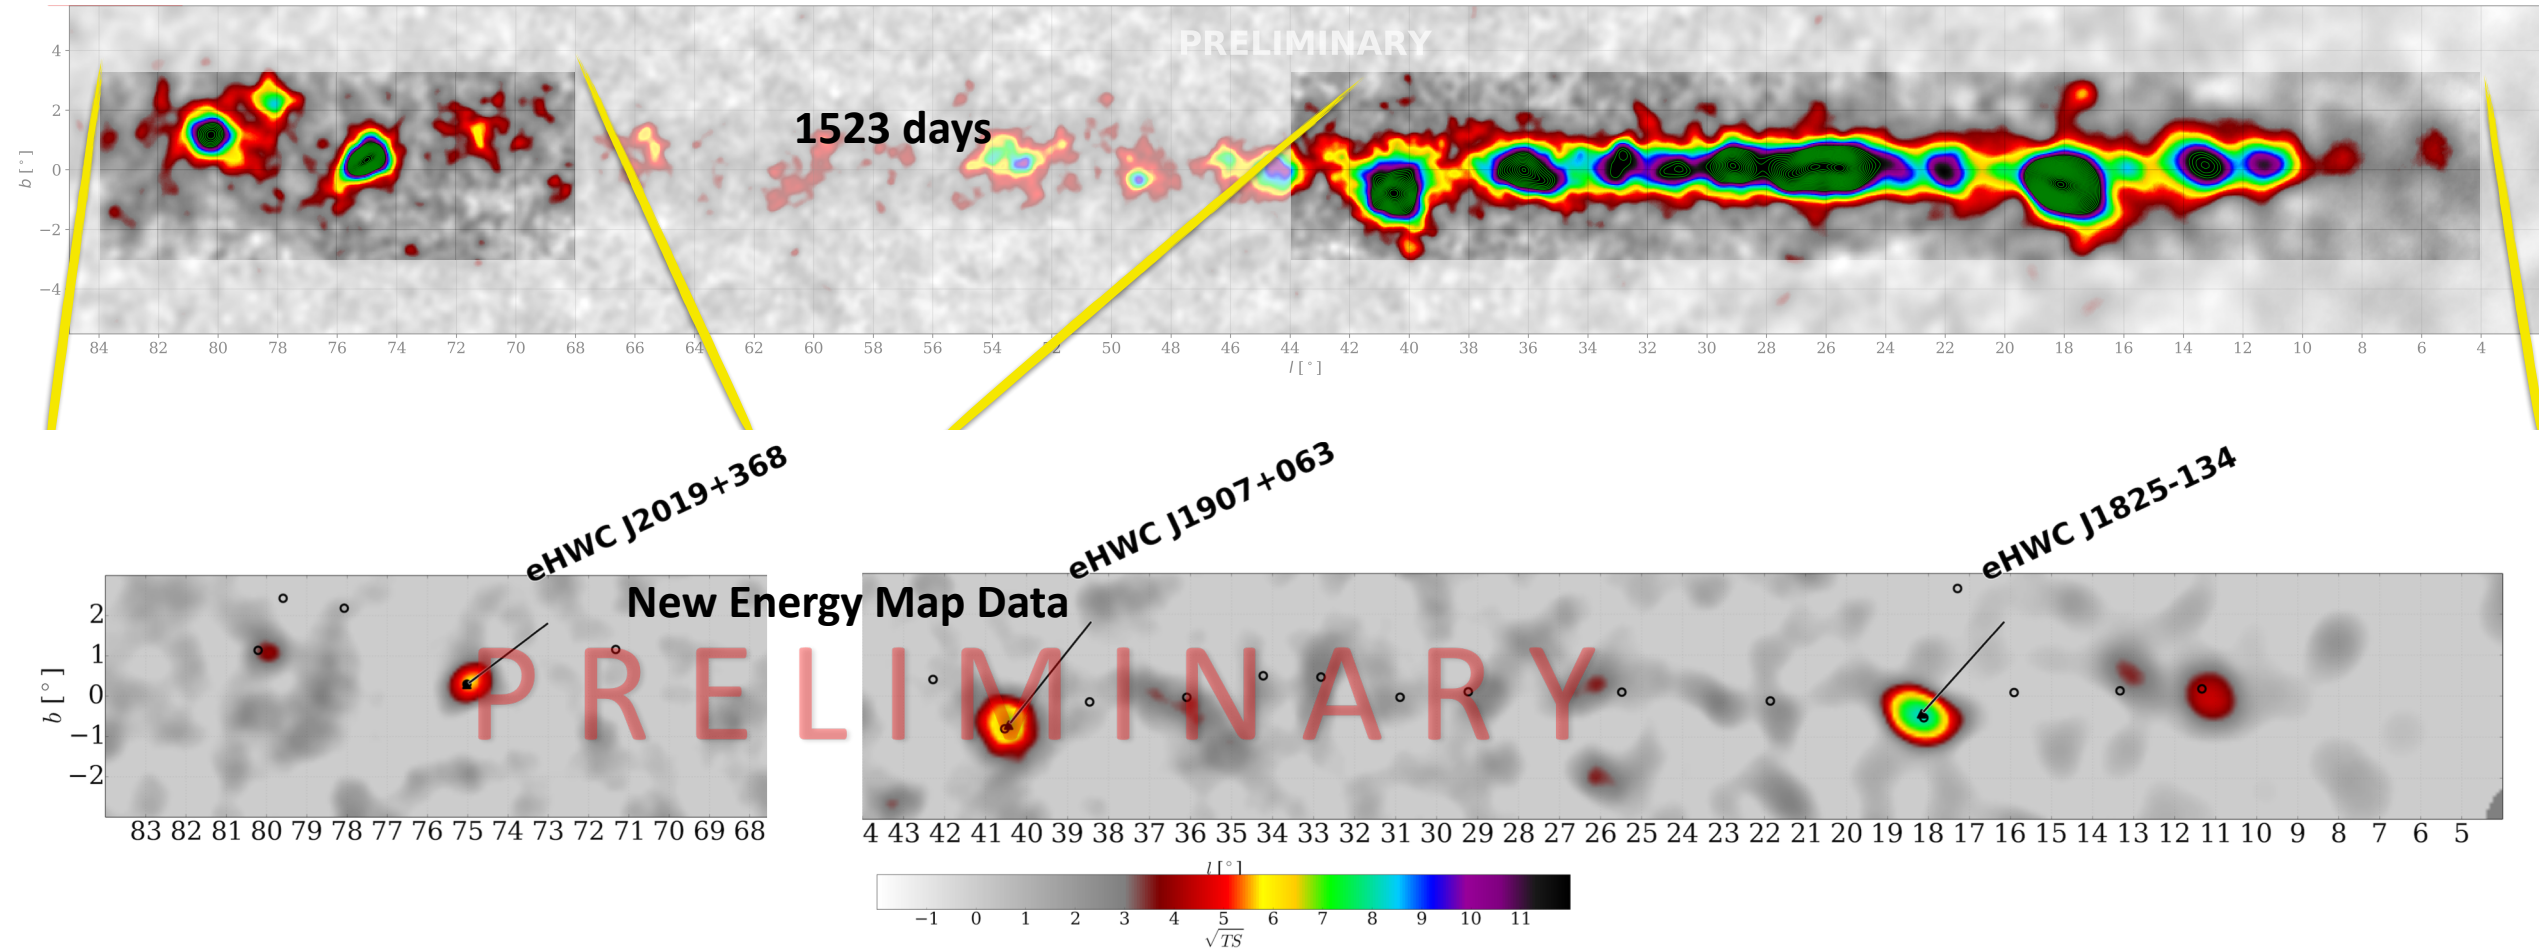 PRELIMINARY
4
2
0
−2
−4
b [°]
1523 days
84 82 80 78 76 74 72 70 68 66 64 62 60 58 56 54 52 50 48 46 44 42 40 38 36 34 32 30 28 26 24 22 20 18 16 14 12 10 8 6 4
l [°]
eHWC J2019+368
eHWC J1907+063
eHWC J1825-134
New Energy Map Data
PRELIMINARY
2
1
0
−1
−2
b [°]
83 82 81 80 79 78 77 76 75 74 73 72 71 70 69 68
4 43 42 41 40 39 38 37 36 35 34 33 32 31 30 29 28 27 26 25 24 23 22 21 20 19 18 17 16 15 14 13 12 11 10 9 8 7 6 5
l [°]
−1 0 1 2 3 4 5 6 7 8 9 10 11
√TS